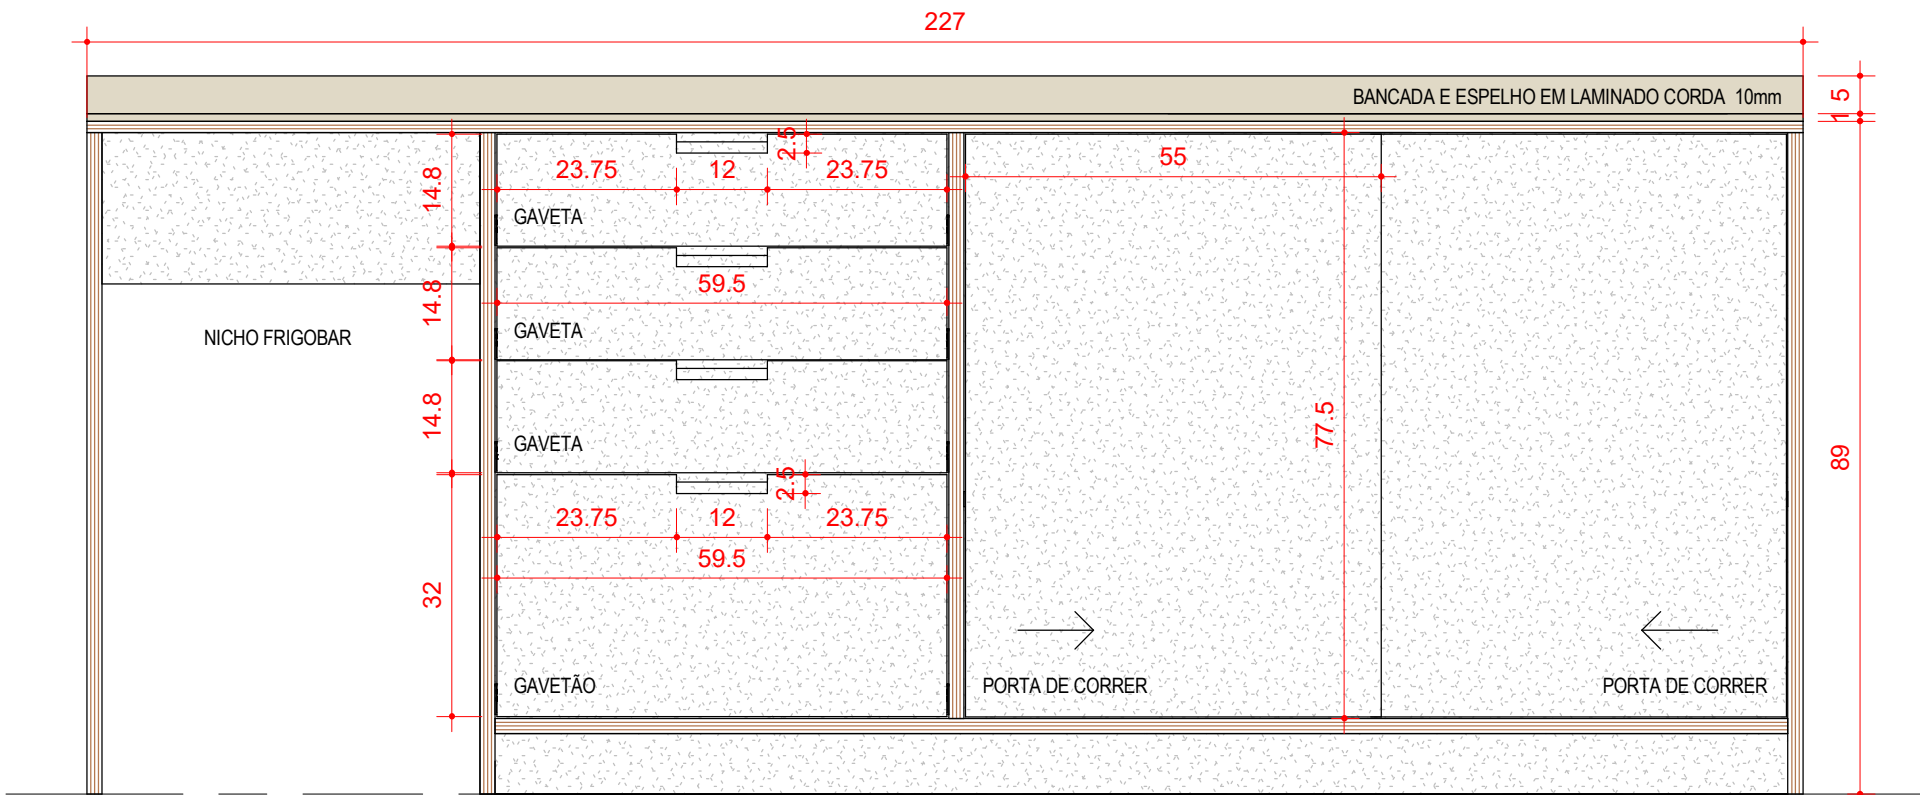 227
BANCADA E ESPELHO EM LAMINADO CORDA 10mm
5
1
2.5
23.75 12 23.75
55
14.8
GAVETA
59.5
14.8
GAVETA
NICHO FRIGOBAR
14.8
GAVETA
77.5
89
2.5
23.75 12 23.75
59.5
32
GAVETÃO
PORTA DE CORRER
PORTA DE CORRER